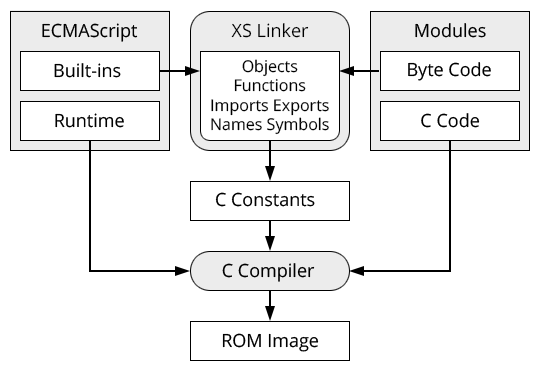 ECMAScript
Built-ins
Runtime
XS Linker
Objects
Functions
Imports Exports
Names Symbols
Modules
Byte Code
C Code
C Constants
C Compiler
ROM Image